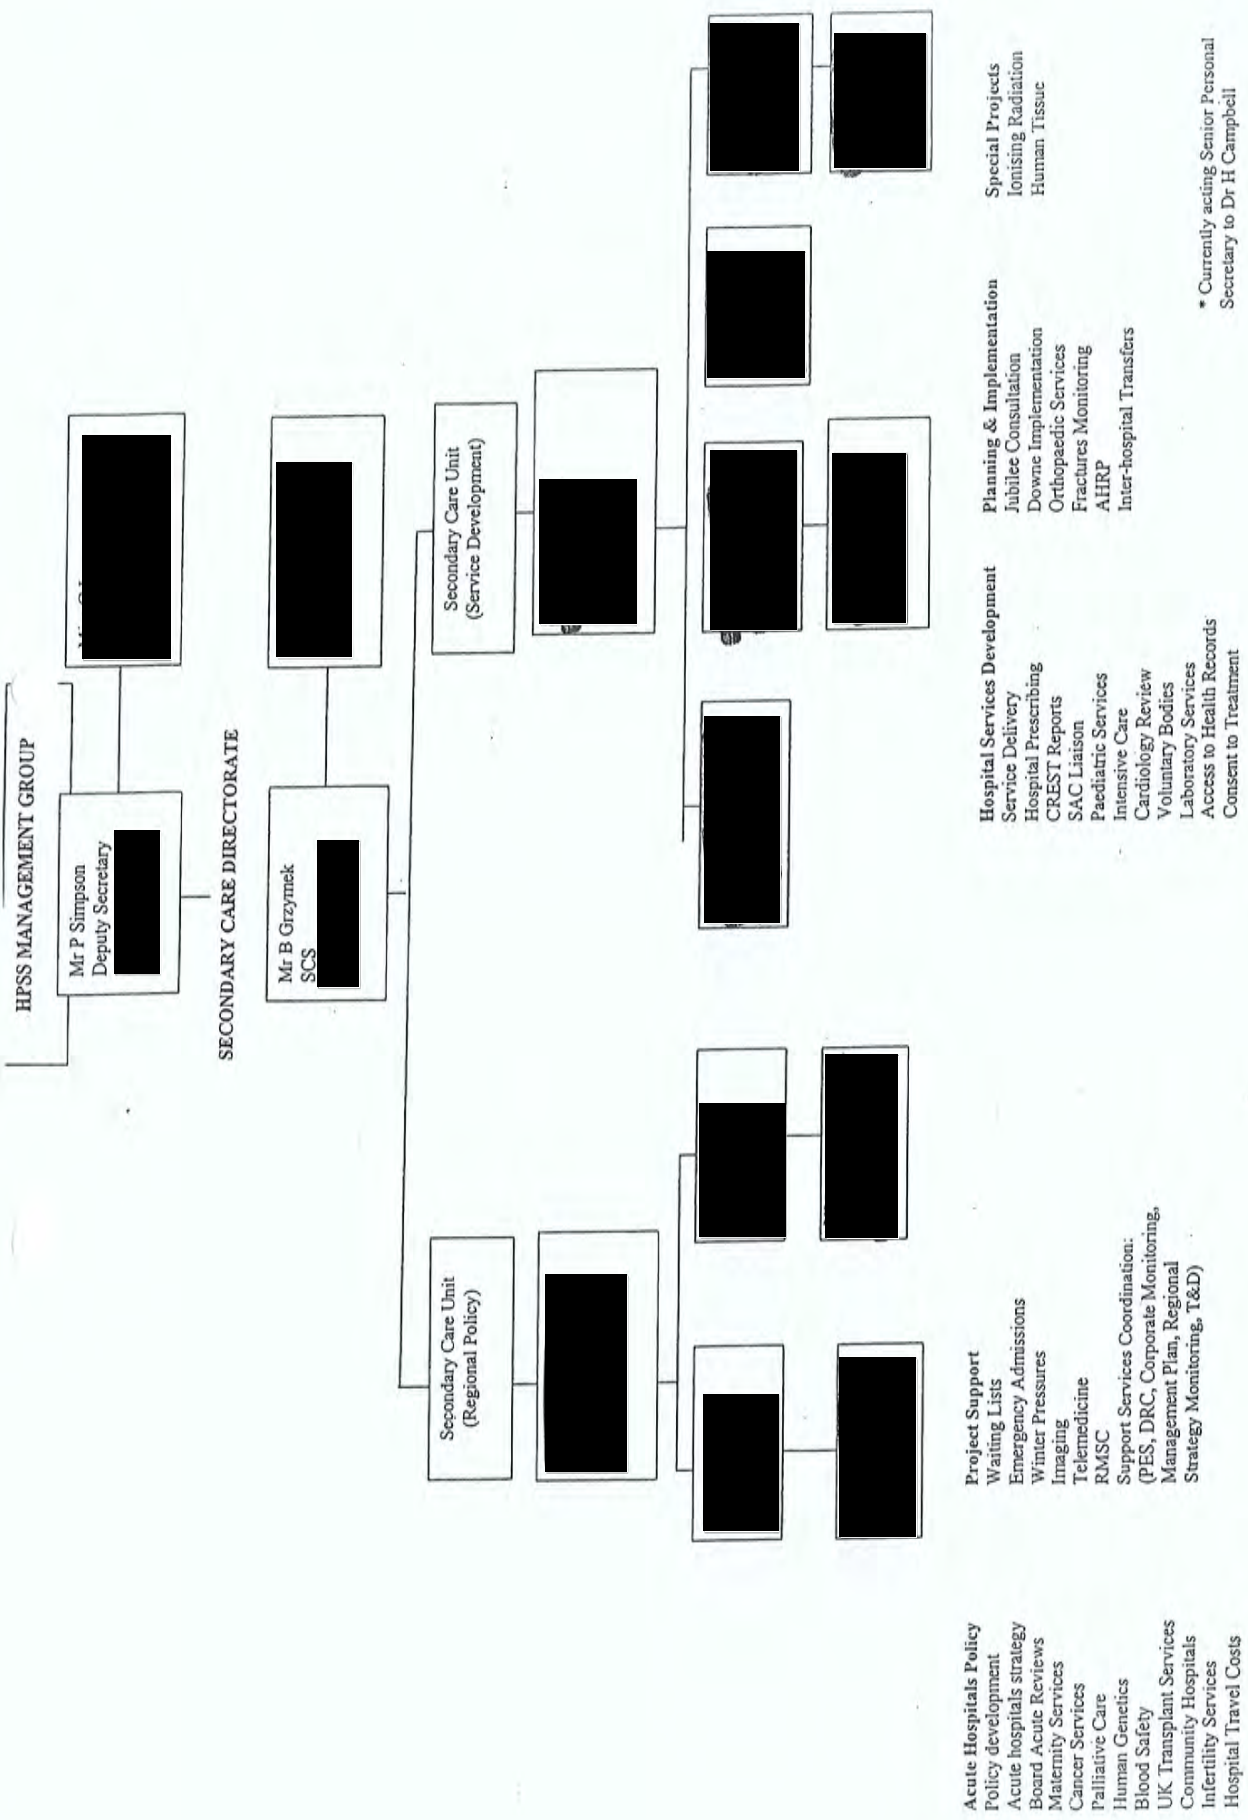 HPSS MANAGEMENT GROUP
Mr P Simpson
Deputy Secretary
SECONDARY CARE DIRECTORATE
Mr B Grzymek
SCS
Secondary Care Unit
(Regional Policy)
Secondary Care Unit
(Service Development)
Acute Hospitals Policy
Policy development
Acute hospitals strategy
Board Acute Reviews
Maternity Services
Cancer Services
Palliative Care
Human Genetics
Blood Safety
UK Transplant Services
Community Hospitals
Infertility Services
Hospital Travel Costs
Project Support
Waiting Lists
Emergency Admissions
Winter Pressures
Imaging
Telemedicine
RMSC
Support Services Coordination:
(PES, DRC, Corporate Monitoring,
Management Plan, Regional
Strategy Monitoring, T&D)
Hospital Services Development
Service Delivery
Hospital Prescribing
CREST Reports
SAC Liaison
Paediatric Services
Intensive Care
Cardiology Review
Voluntary Bodies
Laboratory Services
Access to Health Records
Consent to Treatment
Planning & Implementation
Jubilee Consultation
Downe Implementation
Orthopaedic Services
Fractures Monitoring
AHRP
Inter-hospital Transfers
Special Projects
Ionising Radiation
Human Tissue
* Currently acting Senior Personal
Secretary to Dr H Campbell